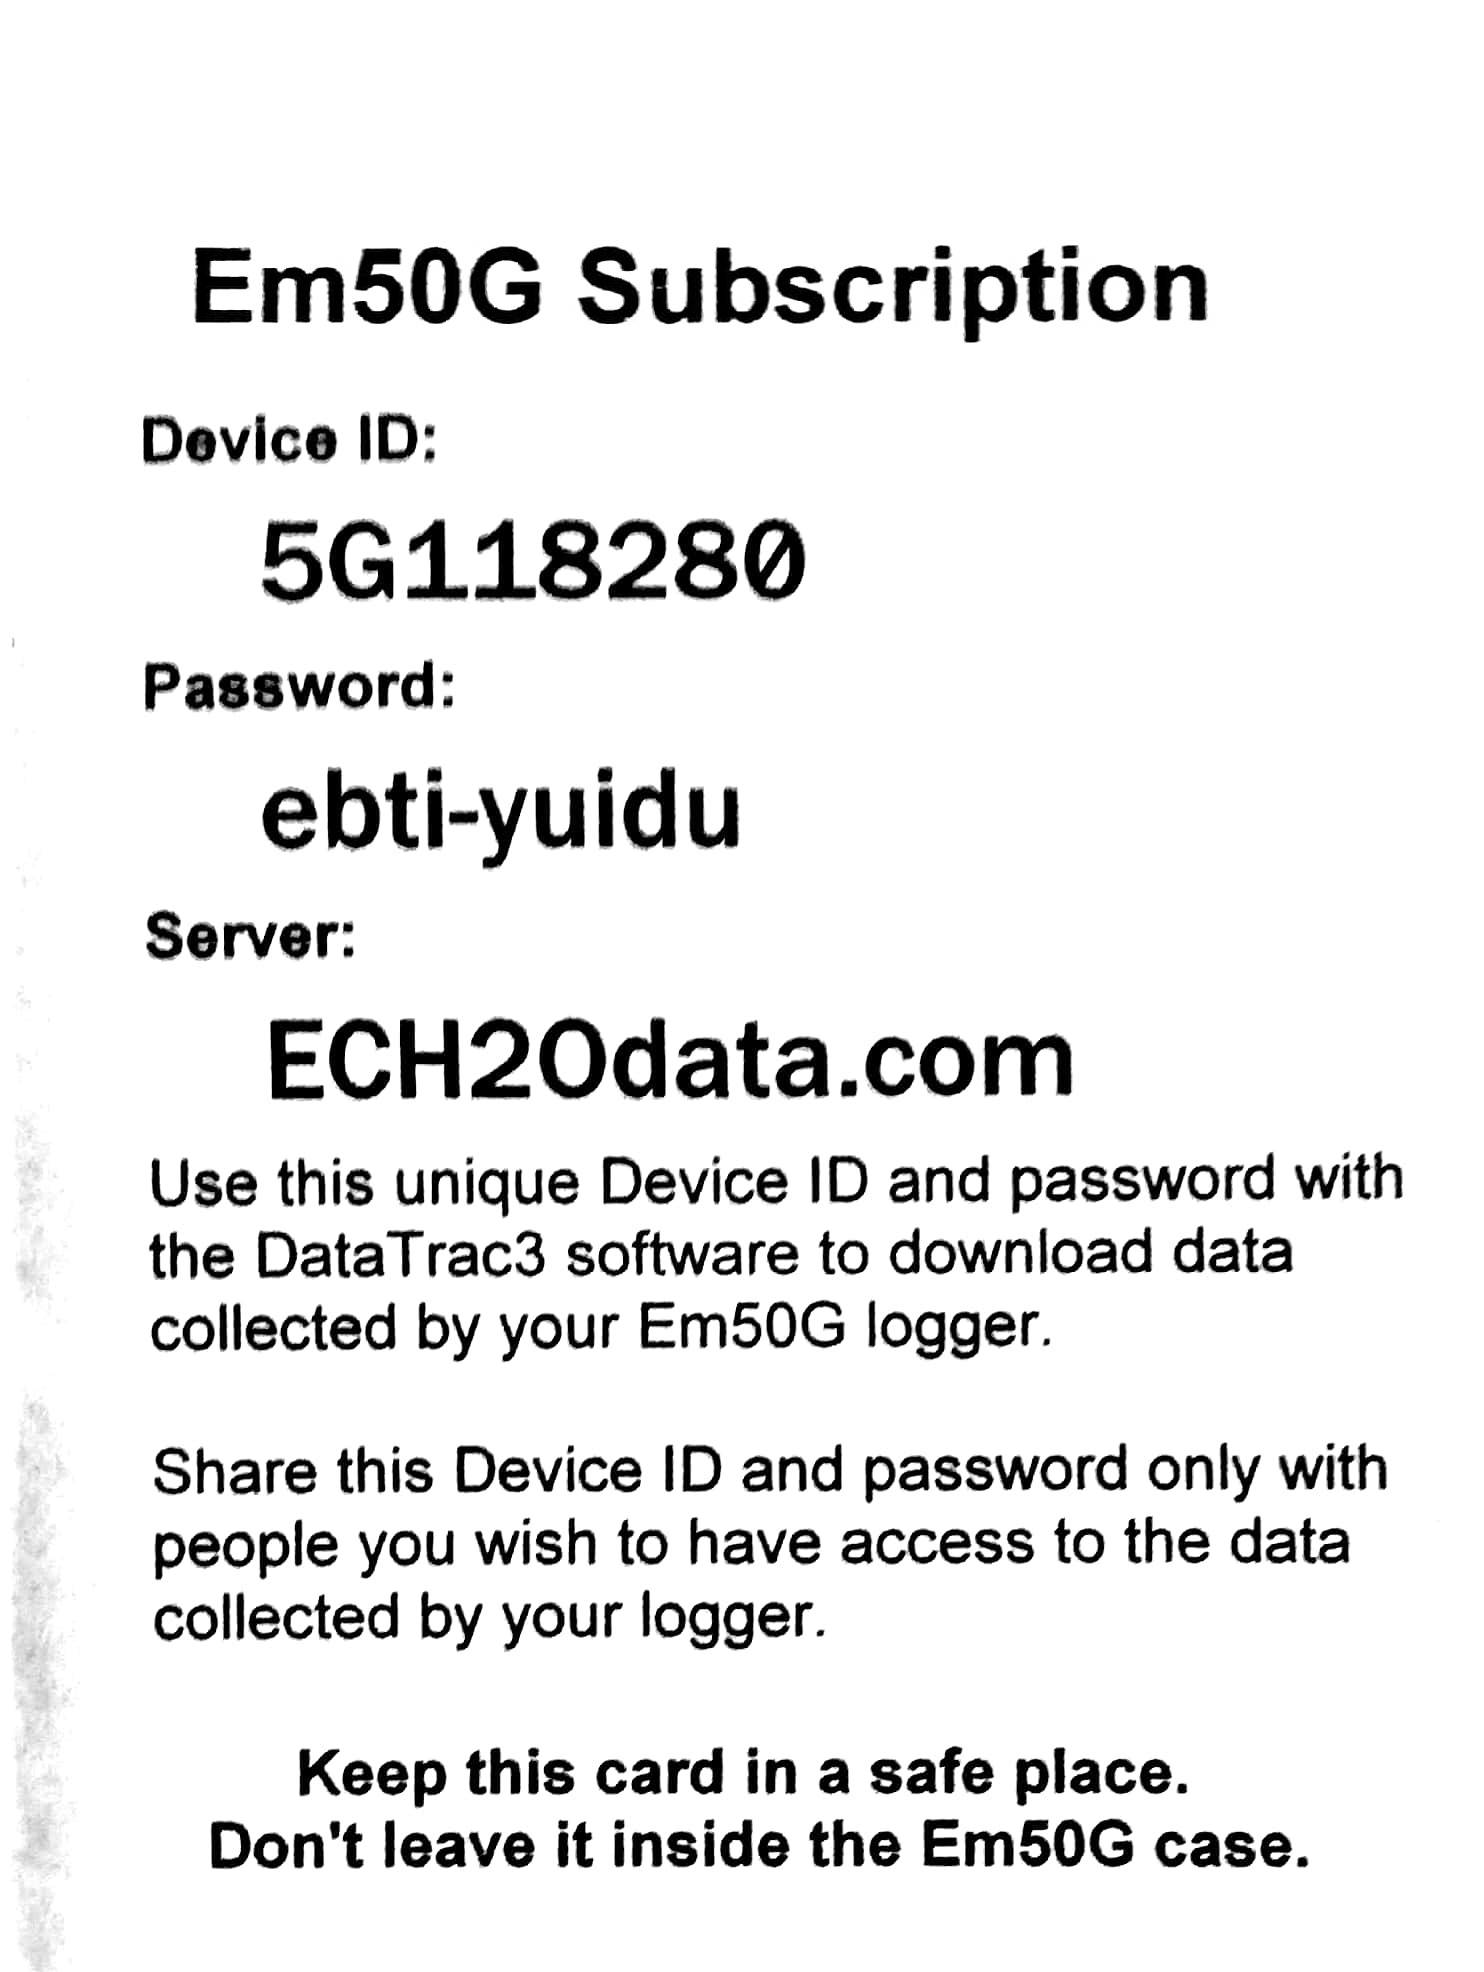 Em50G Subscription
Device ID:
5G118280
Password:
ebti-yuidu
Server:
ECH2Odata.com
Use this unique Device ID and password with
the DataTrac3 software to download data
collected by your Em50G logger.
Share this Device ID and password only with
people you wish to have access to the data
collected by your logger.
Keep this card in a safe place.
Don't leave it inside the Em50G case.